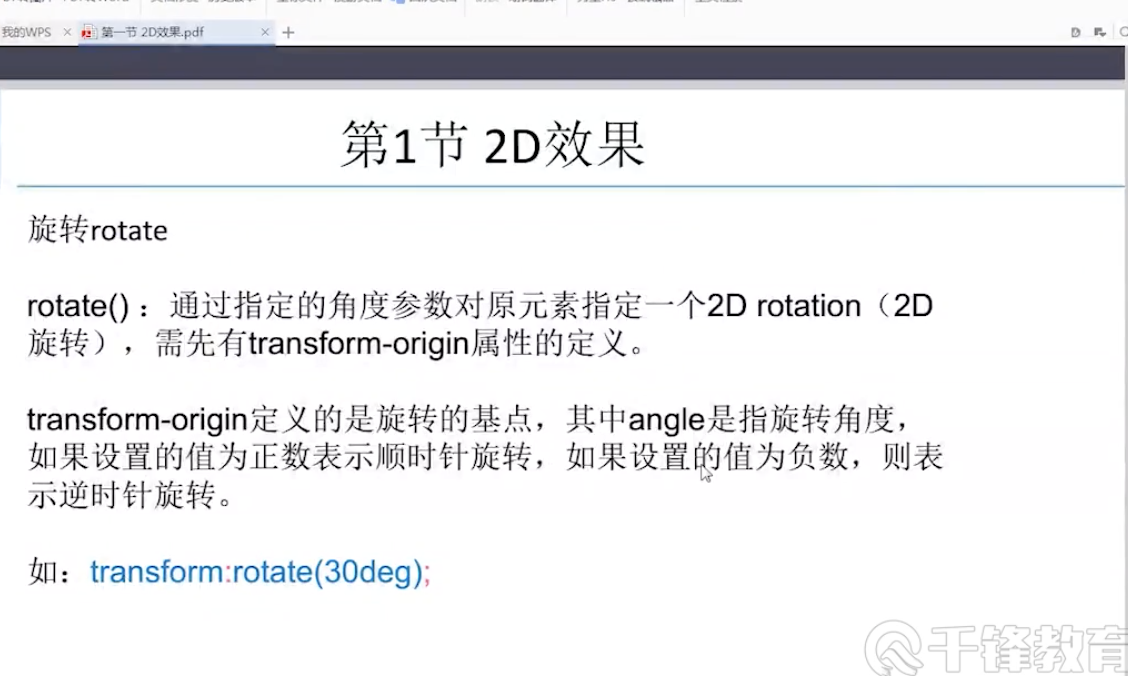 我的WPS
第一节 2D效果.pdf
第1节 2D效果
旋转rotate
rotate()：通过指定的角度参数对原元素指定一个2D rotation（2D
旋转），需先有transform-origin属性的定义。
transform-origin定义的是旋转的基点，其中angle是指旋转角度，
如果设置的值为正数表示顺时针旋转，如果设置的值为负数，则表
示逆时针旋转。
如：transform:rotate(30deg);
千锋教育